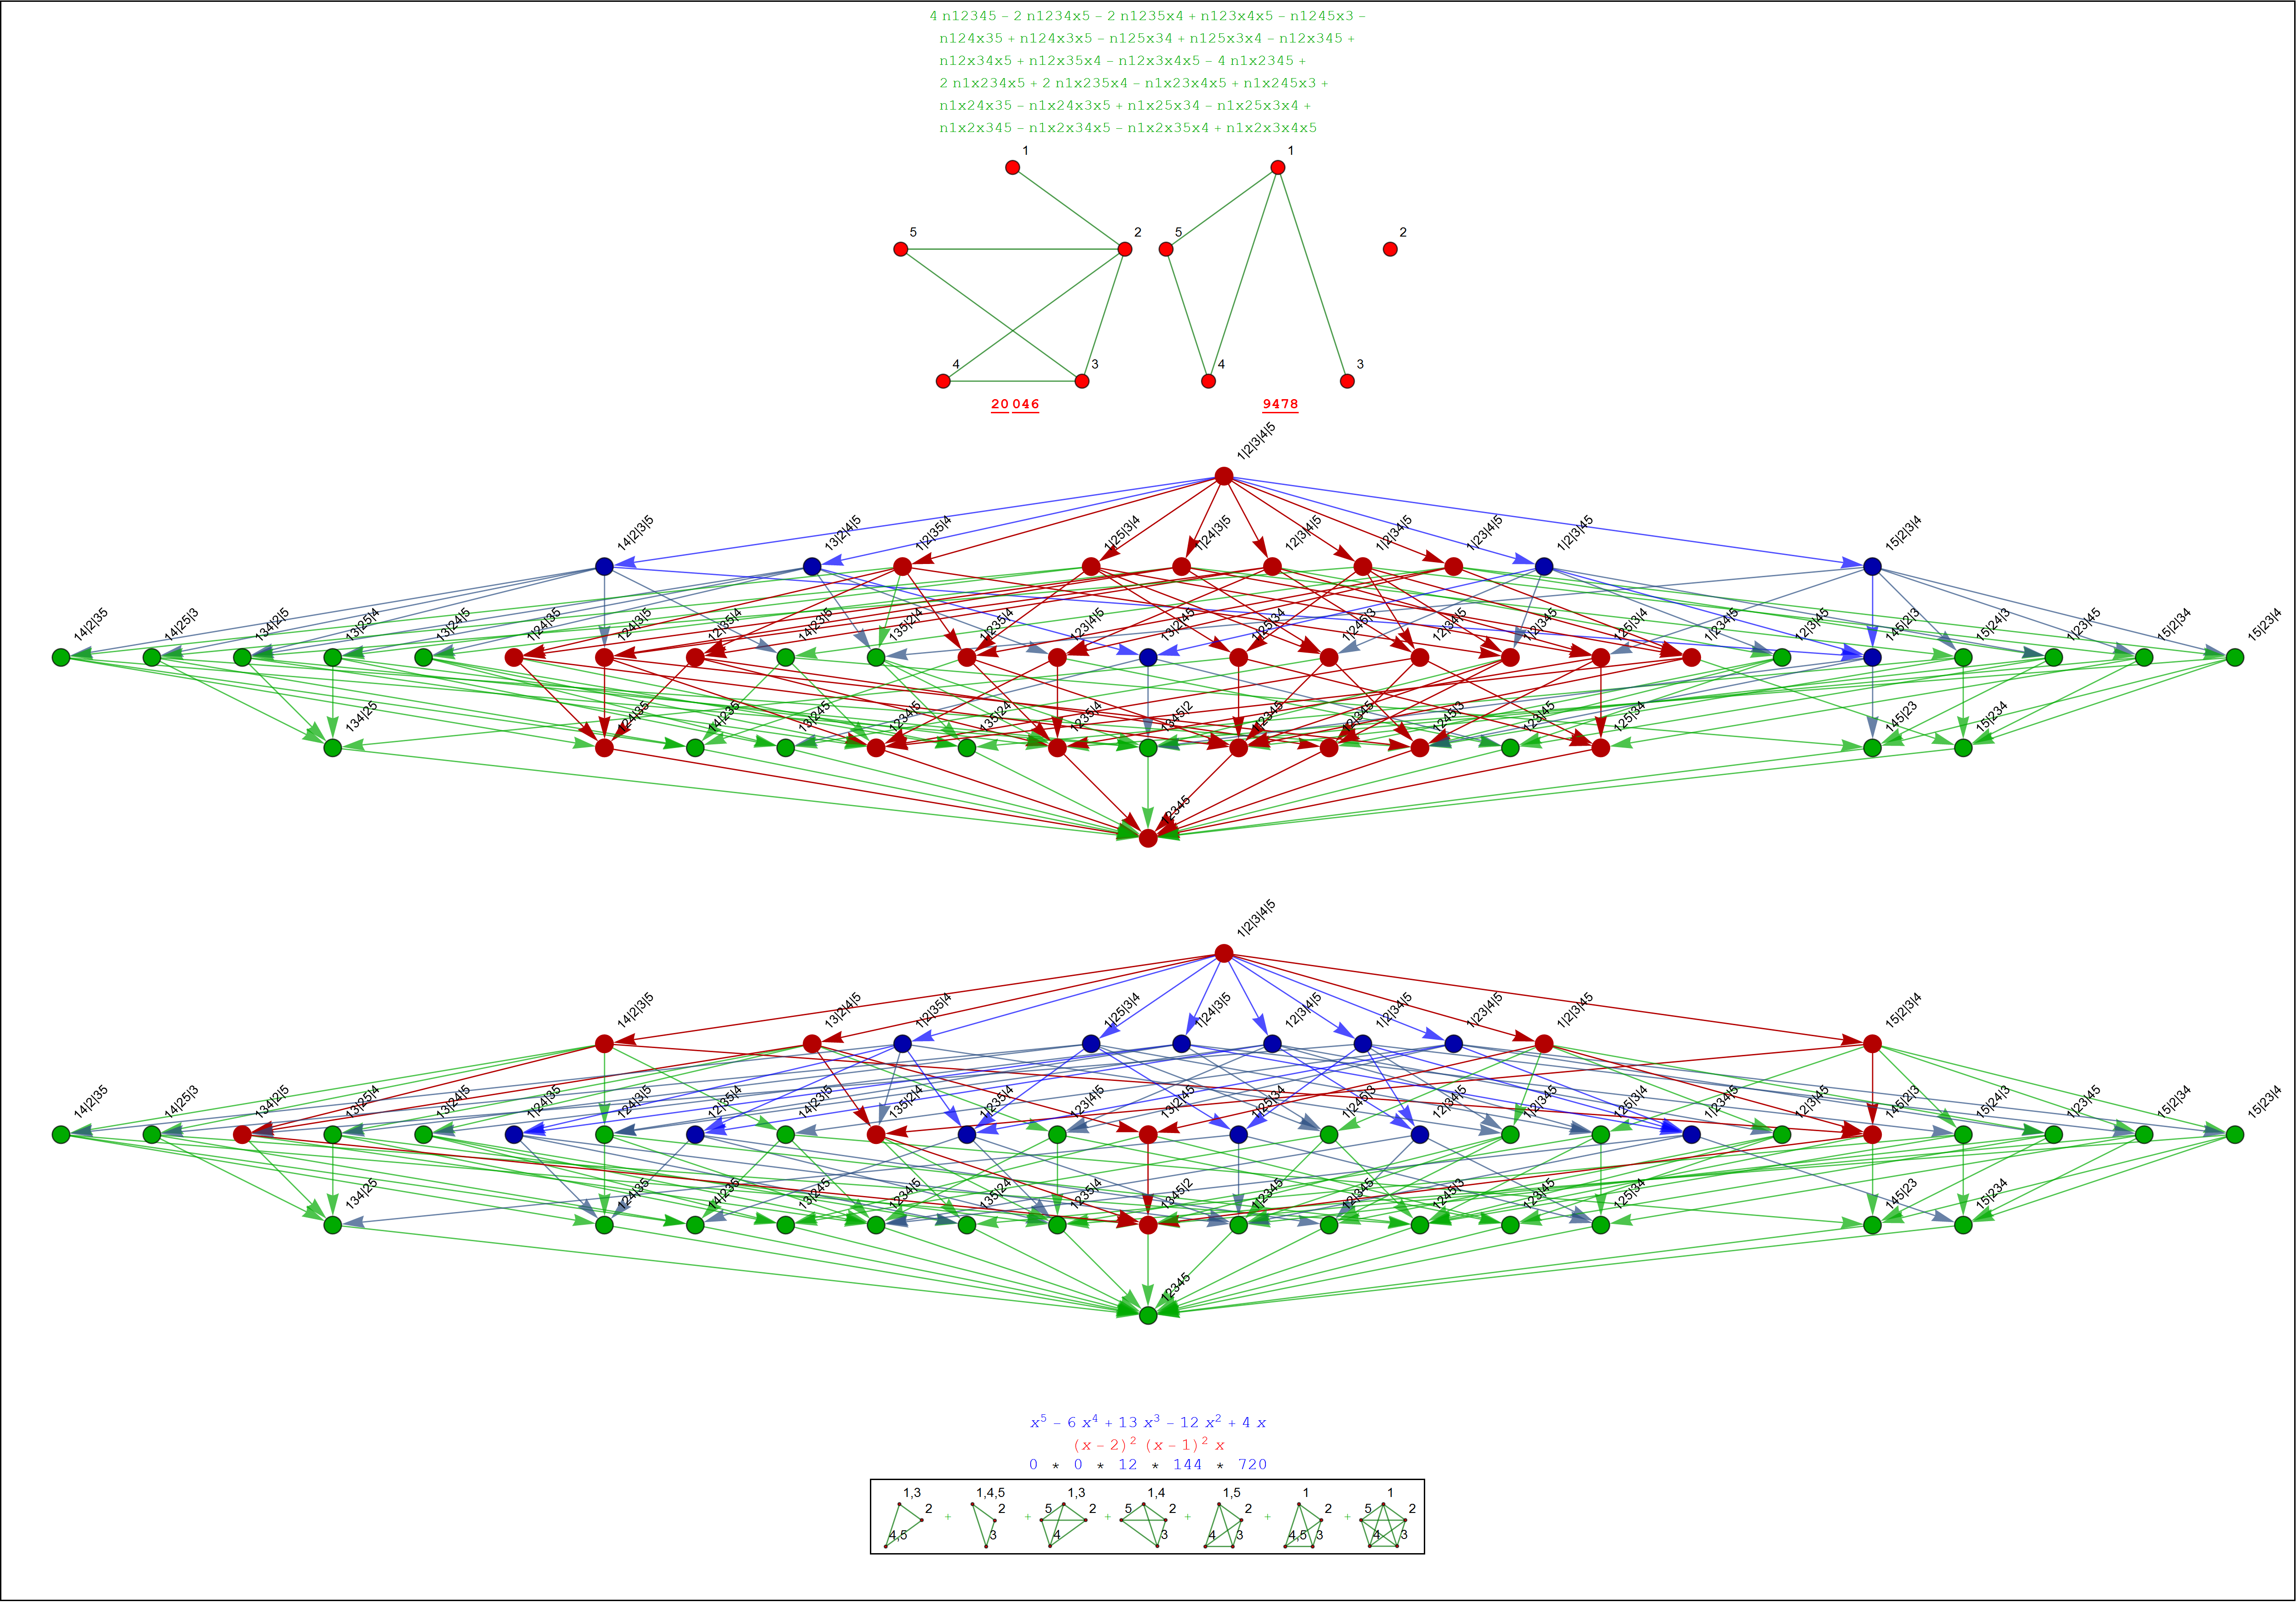 4 n12345 − 2 n1234x5 − 2 n1235x4 + n123x4x5 − n1245x3 −
n124x35 + n124x3x5 − n125x34 + n125x3x4 − n12x345 +
n12x34x5 + n12x35x4 − n12x3x4x5 − 4 n1x2345 +
2 n1x234x5 + 2 n1x235x4 − n1x23x4x5 + n1x245x3 +
n1x24x35 − n1x24x3x5 + n1x25x34 − n1x25x3x4 +
n1x2x345 − n1x2x34x5 − n1x2x35x4 + n1x2x3x4x5
1 1
5 2 5 2
4 3 4 3
20 046 9478
1|2|3|4|5
14|2|3|5 13|2|4|5 1|2|35|4 1|25|3|4 1|24|3|5 12|3|4|5 1|2|34|5 1|23|4|5 1|2|3|45 15|2|3|4
14|2|35 14|25|3 134|2|5 13|25|4 13|24|5 1|24|35 124|3|5 12|35|4 14|23|5 135|2|4 1|235|4 123|4|5 13|2|45 1|25|34 1|245|3 12|34|5 1|2|345 125|3|4 1|234|5 12|3|45 145|2|3 15|24|3 1|23|45 15|2|34 15|23|4
134|25 124|35 14|235 13|245 1234|5 135|24 1235|4 1345|2 1|2345 12|345 1245|3 123|45 125|34 145|23 15|234
12345
1|2|3|4|5
14|2|3|5 13|2|4|5 1|2|35|4 1|25|3|4 1|24|3|5 12|3|4|5 1|2|34|5 1|23|4|5 1|2|3|45 15|2|3|4
14|2|35 14|25|3 134|2|5 13|25|4 13|24|5 1|24|35 124|3|5 12|35|4 14|23|5 135|2|4 1|235|4 123|4|5 13|2|45 1|25|34 1|245|3 12|34|5 1|2|345 125|3|4 1|234|5 12|3|45 145|2|3 15|24|3 1|23|45 15|2|34 15|23|4
134|25 124|35 14|235 13|245 1234|5 135|24 1235|4 1345|2 1|2345 12|345 1245|3 123|45 125|34 145|23 15|234
12345
x⁵ − 6 x⁴ + 13 x³ − 12 x² + 4 x
(x − 2)² (x − 1)² x
0 * 0 * 12 * 144 * 720
1,3 1,4,5 1,3 1,4 1,5 1 1
2 2 5 2 5 2 2 2 5 2
+ + + + + +
4,5 3 4 3 4 3 4,5 3 4 3